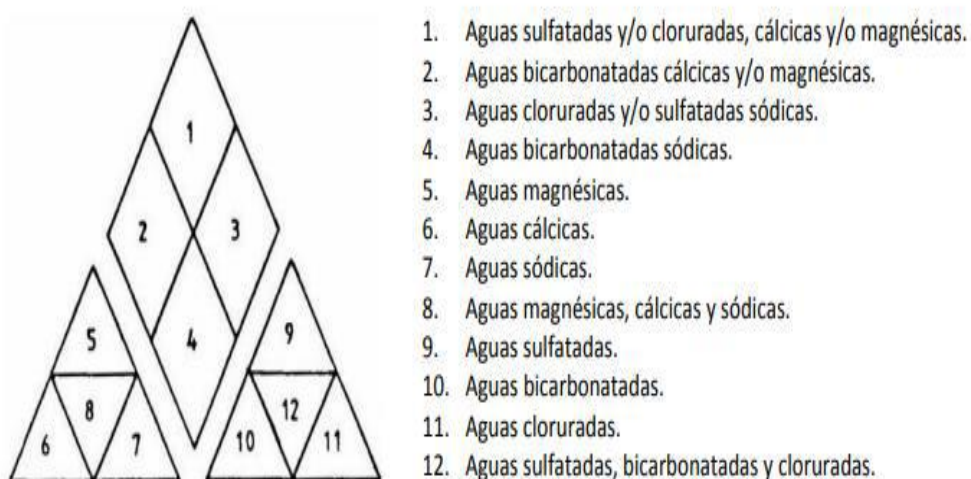 1
2
3
4
5
6
7
8
9
10
11
12
1. Aguas sulfatadas y/o cloruradas, cálcicas y/o magnésicas.
2. Aguas bicarbonatadas cálcicas y/o magnésicas.
3. Aguas cloruradas y/o sulfatadas sódicas.
4. Aguas bicarbonatadas sódicas.
5. Aguas magnésicas.
6. Aguas cálcicas.
7. Aguas sódicas.
8. Aguas magnésicas, cálcicas y sódicas.
9. Aguas sulfatadas.
10. Aguas bicarbonatadas.
11. Aguas cloruradas.
12. Aguas sulfatadas, bicarbonatadas y cloruradas.